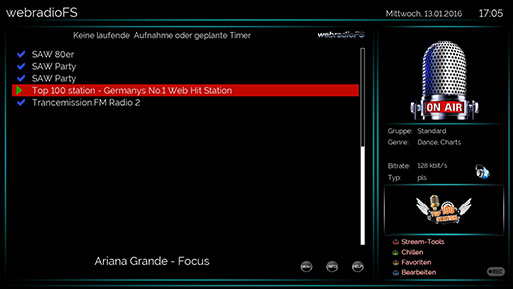 webradioFS
Mittwoch, 13.01.2016 17:05
Keine laufende Aufnahme oder geplante Timer
webradioFS
SAW 80er
SAW Party
SAW Party
Top 100 station - Germanys No.1 Web Hit Station
Trancemission FM Radio 2
ON AIR
Gruppe: Standard
Genre: Dance, Charts
Bitrate: 128 kbit/s
Typ: pls
TOP 100 STATION
Stream-Tools
Chillen
Favoriten
Bearbeiten
Ariana Grande - Focus
MENU INFO HELP
REC